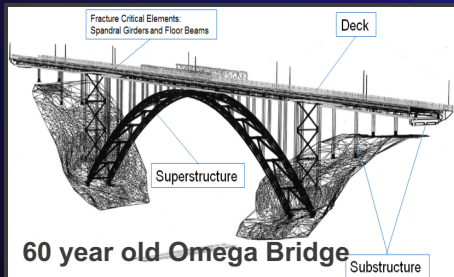 Fracture Critical Elements:
Spandral Girders and Floor Beams
Deck
Superstructure
60 year old Omega Bridge
Substructure